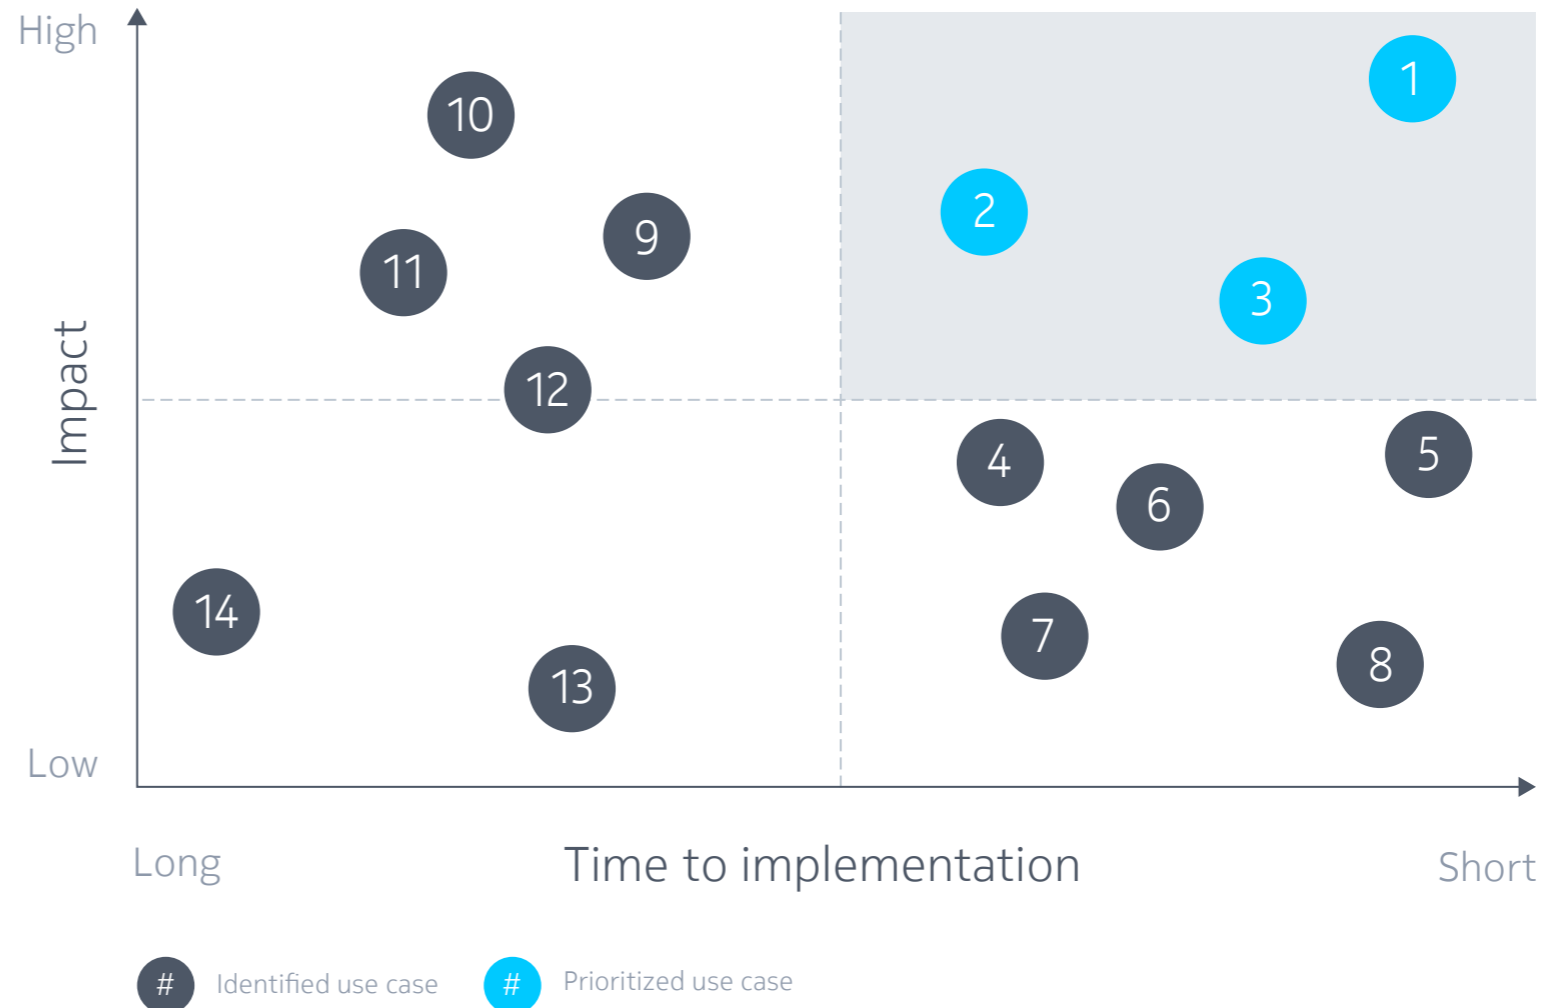 High
1
10
2
9
11
3
Impact
12
5
4
6
14
7
8
13
Low
Long
Time to implementation
Short
# Identified use case
# Prioritized use case